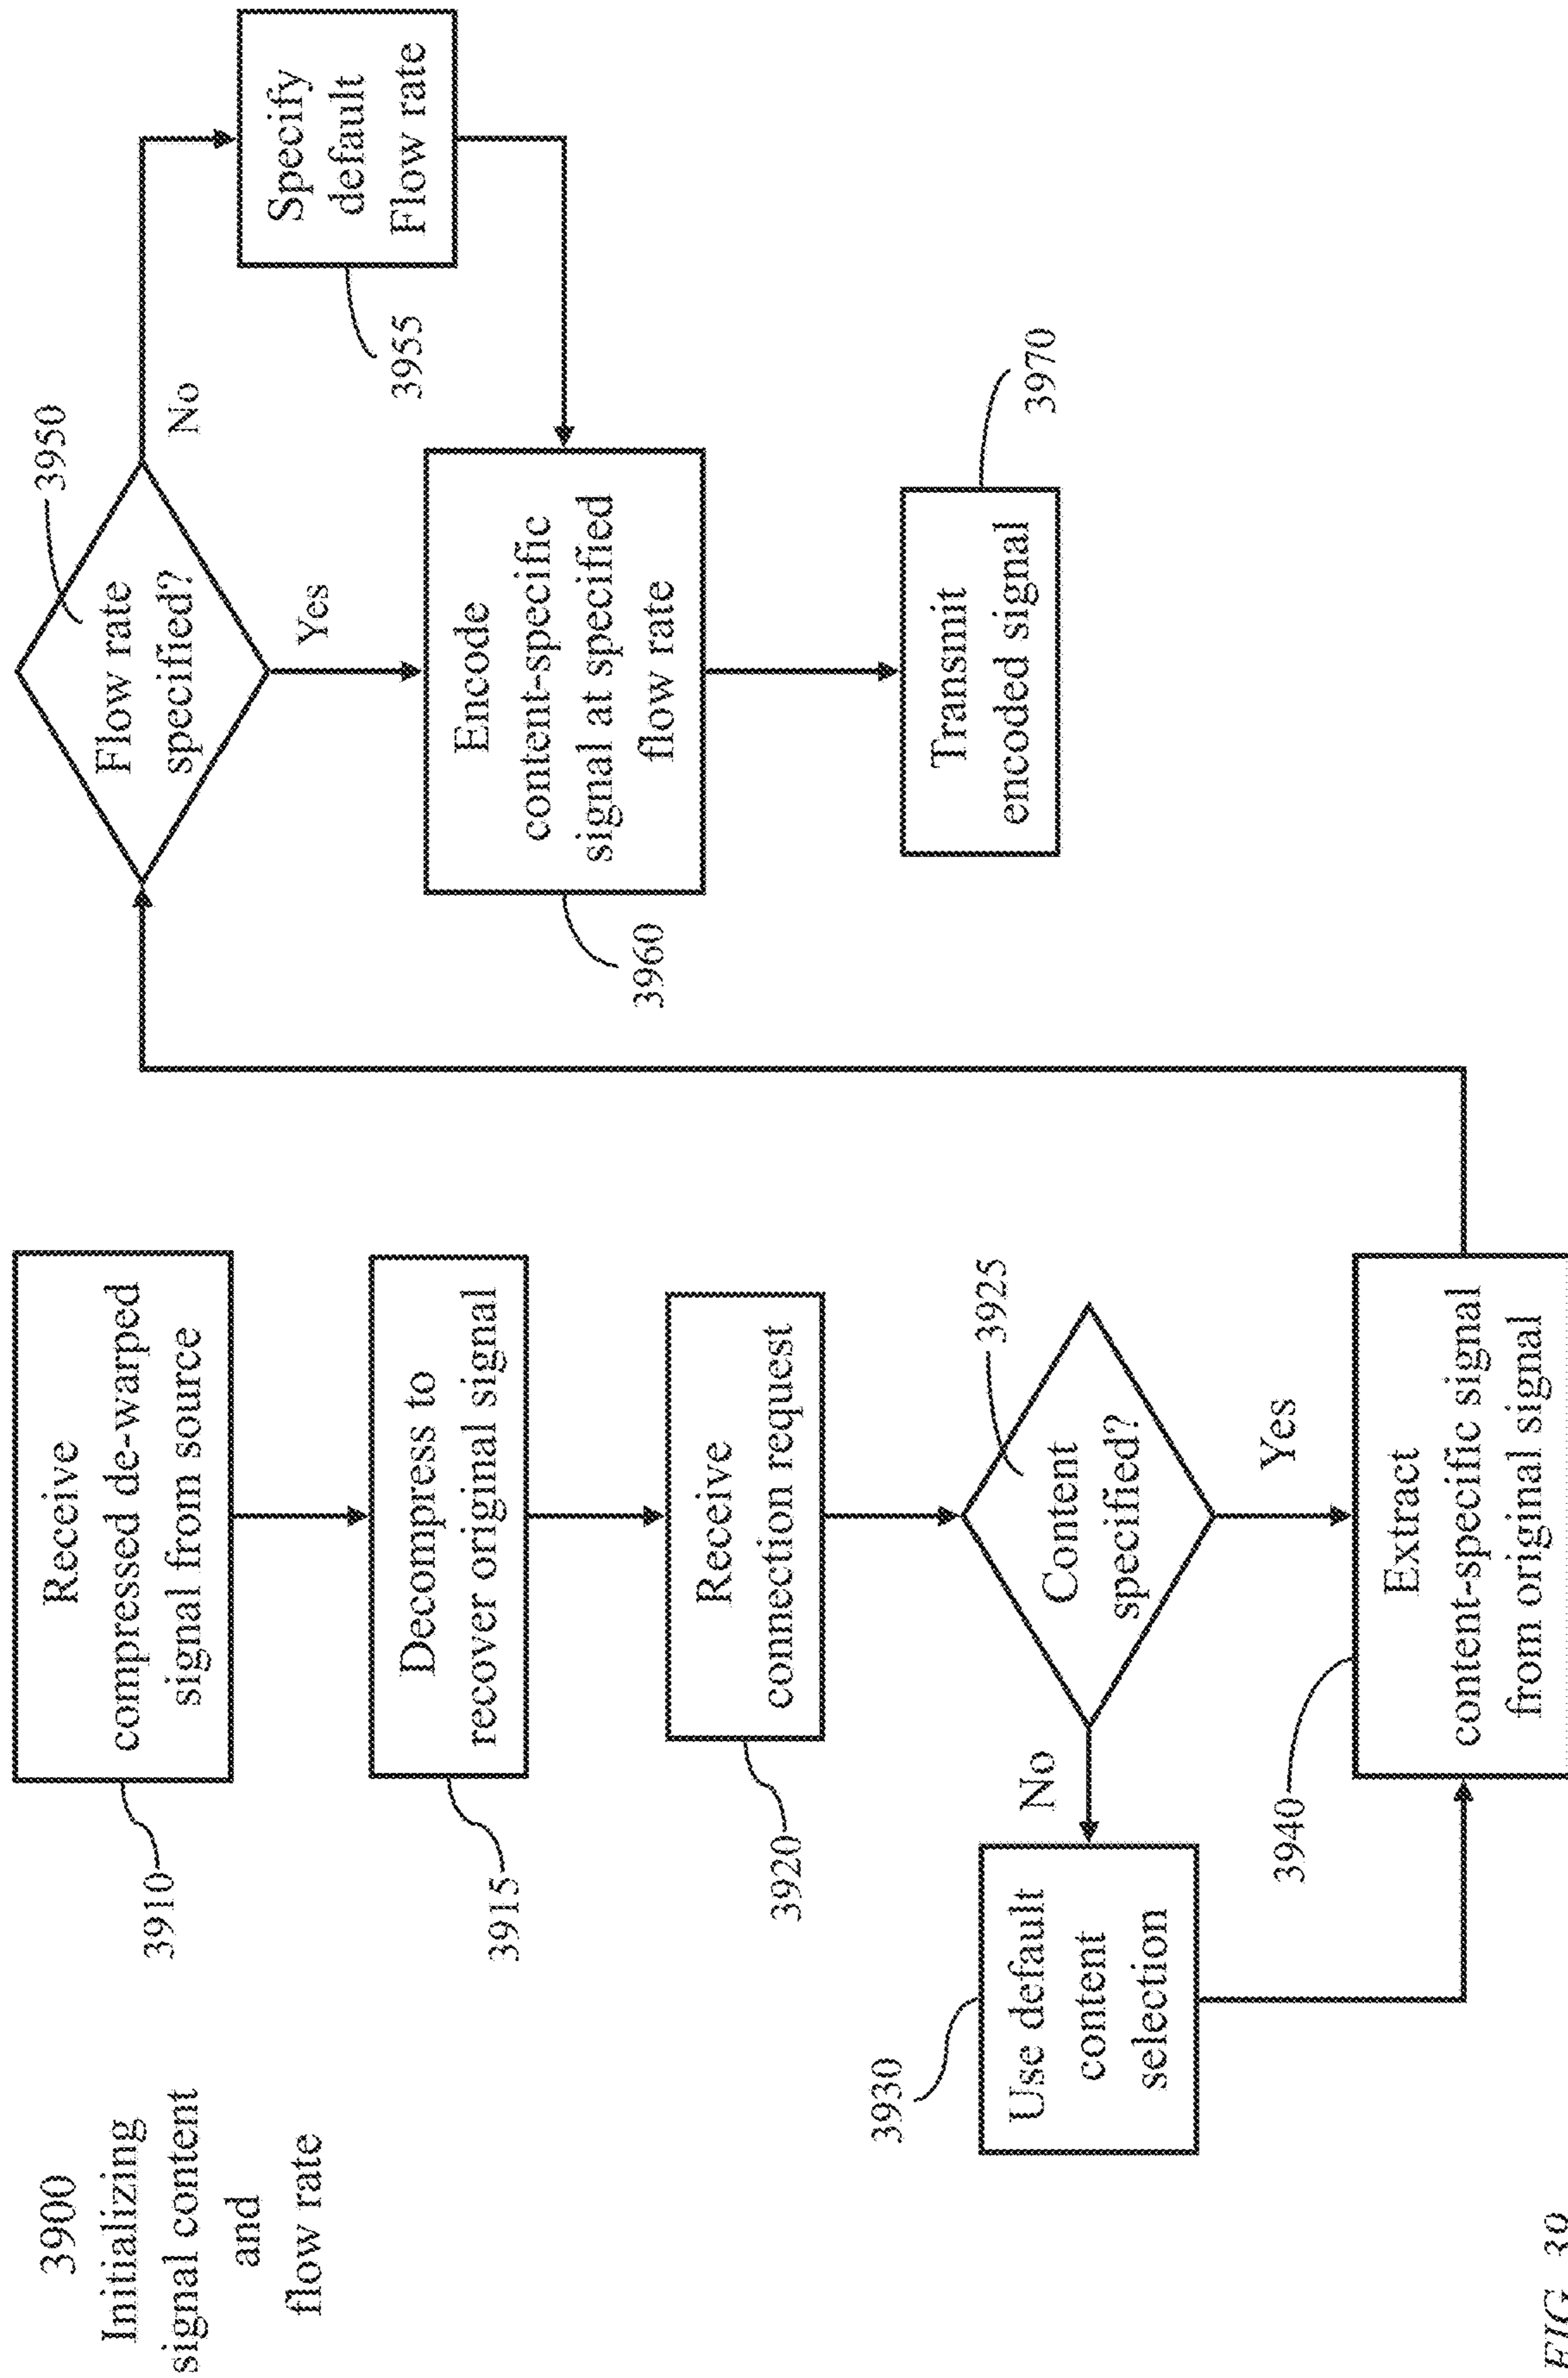 3900
Initializing
signal content
and
flow rate
3910
Receive
compressed de-warped
signal from source
3915
Decompress to
recover original signal
3920
Receive
connection request
3925
Content
specified?
No
Yes
3930
Use default
content
selection
3940
Extract
content-specific signal
from original signal
3950
Flow rate
specified?
No
Yes
3955
Specify
default
Flow rate
3960
Encode
content-specific
signal at specified
flow rate
3970
Transmit
encoded signal
FIG. 39